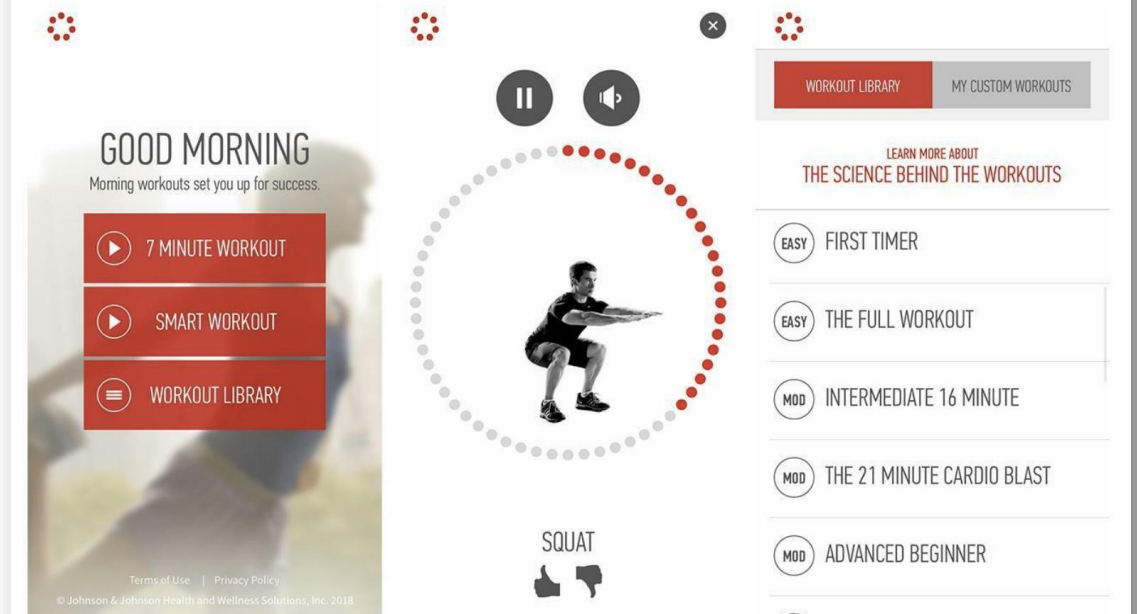 GOOD MORNING
Morning workouts set you up for success.
7 MINUTE WORKOUT
SMART WORKOUT
WORKOUT LIBRARY
Terms of Use | Privacy Policy
© Johnson & Johnson Health and Wellness Solutions, Inc. 2018
SQUAT
WORKOUT LIBRARY
MY CUSTOM WORKOUTS
LEARN MORE ABOUT
THE SCIENCE BEHIND THE WORKOUTS
EASY FIRST TIMER
EASY THE FULL WORKOUT
MOD INTERMEDIATE 16 MINUTE
MOD THE 21 MINUTE CARDIO BLAST
MOD ADVANCED BEGINNER